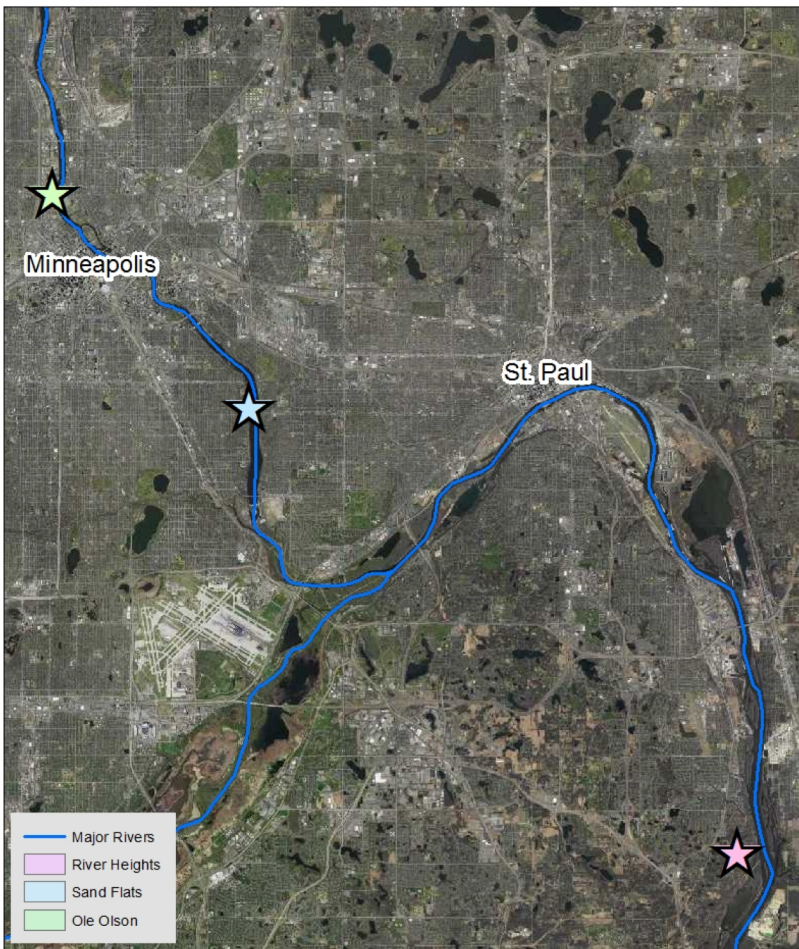 Minneapolis
St. Paul
Major Rivers
River Heights
Sand Flats
Ole Olson